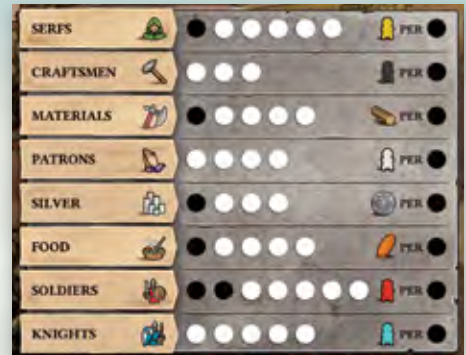 SERFS PER
CRAFTSMEN PER
MATERIALS PER
PATRONS PER
SILVER PER
FOOD PER
SOLDIERS PER
KNIGHTS PER